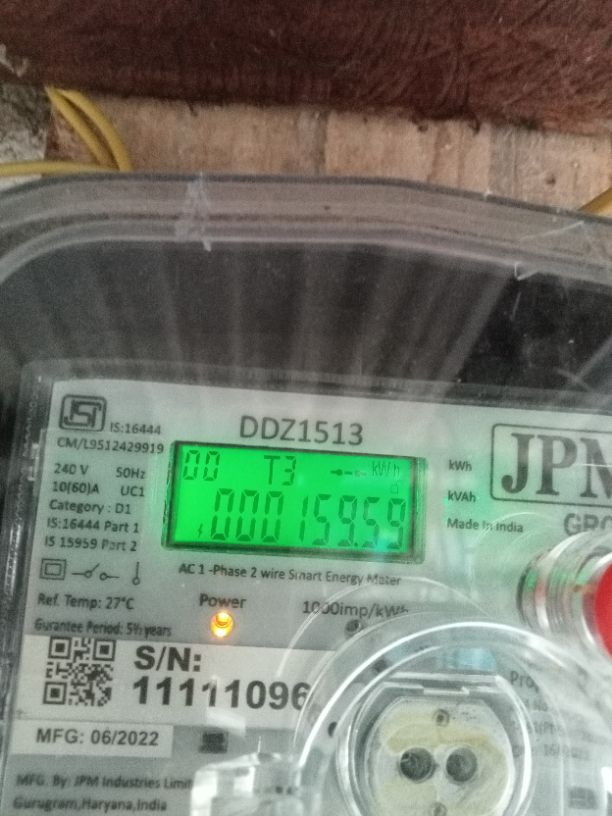 IS:16444
CM/L9512429919
DDZ1513
240 V 50Hz
10(60)A UC1
Category : D1
IS:16444 Part 1
IS 15959 Part 2
00 T3 kWh
000159.59
kWh
kVAh
Made In India
JPM
AC 1 -Phase 2 wire Smart Energy Meter
Ref. Temp: 27°C
Power
1000imp/kWh
Gurantee Period: 5½ years
S/N:
11111096
MFG: 06/2022
MFG. By: JPM Industries Limit
Gurugram,Haryana,India